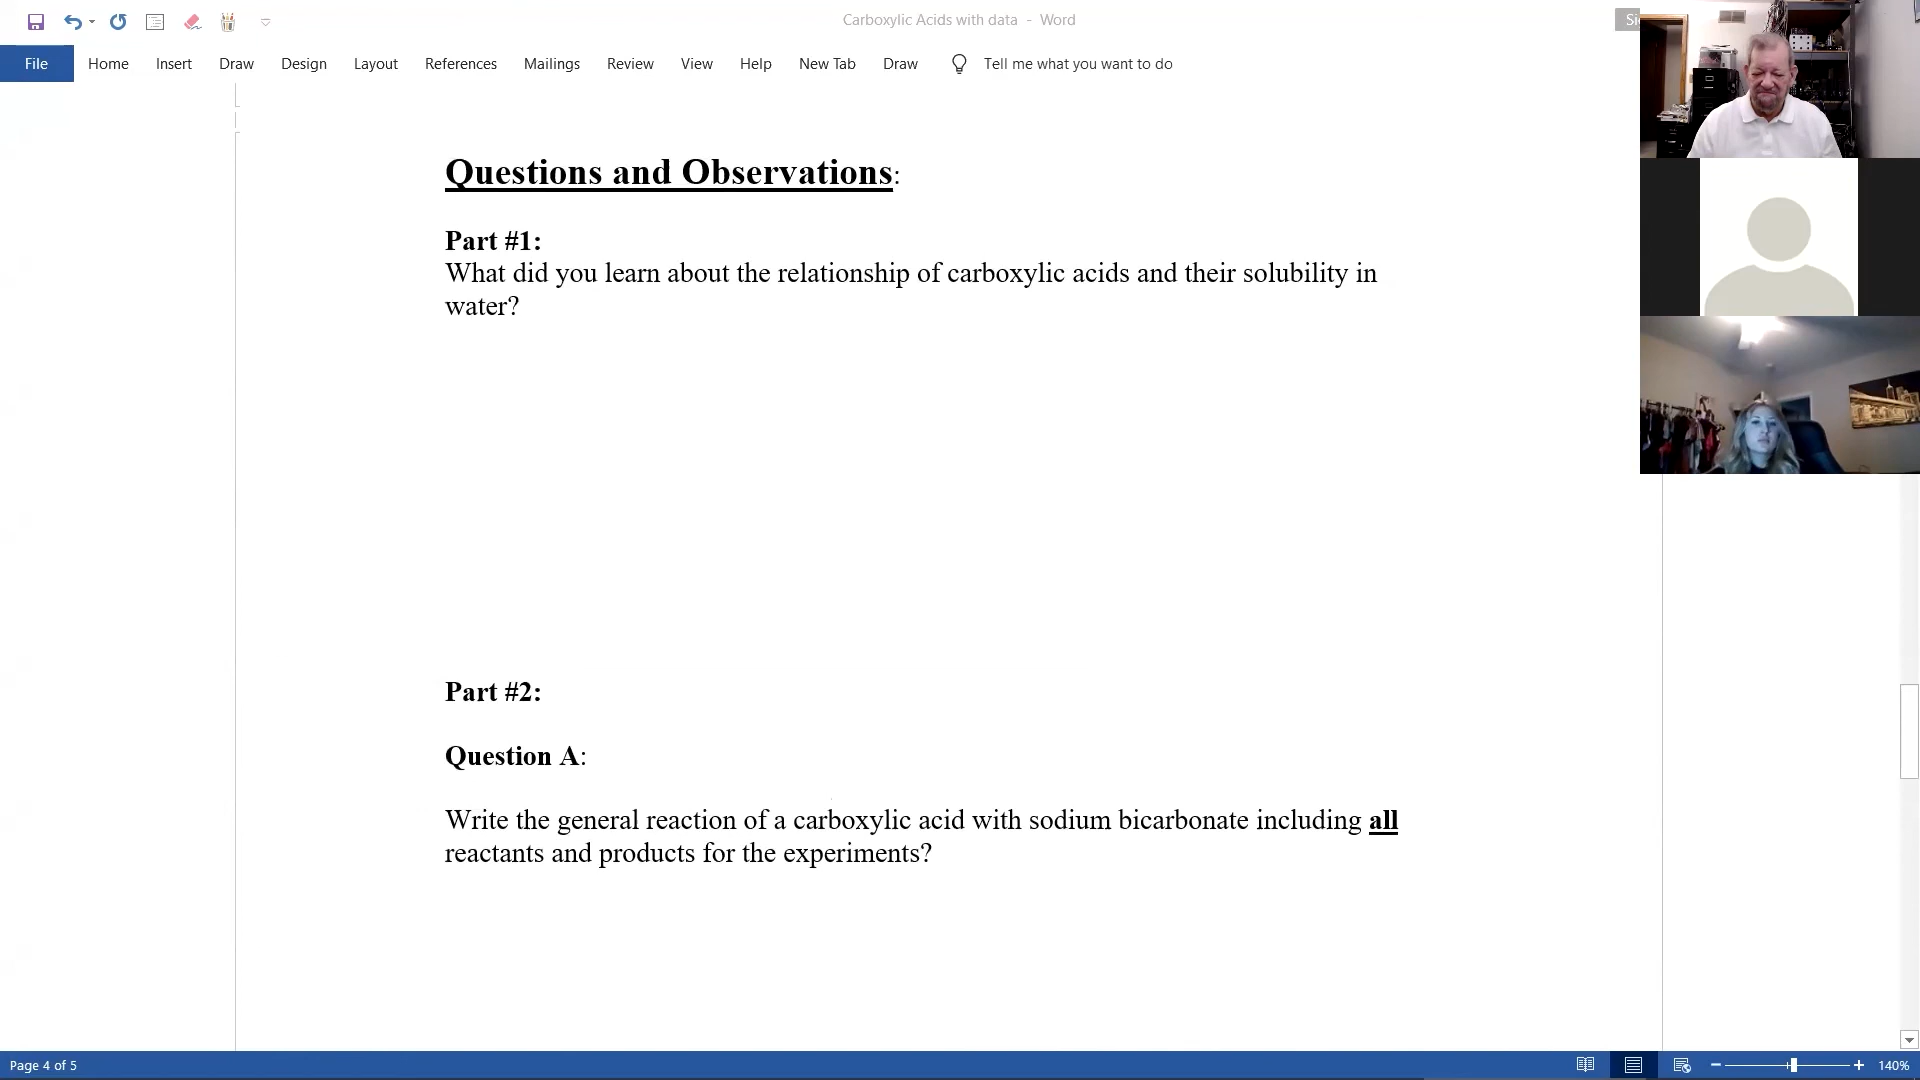 Carboxylic Acids with data - Word
File Home Insert Draw Design Layout References Mailings Review View Help New Tab Draw Tell me what you want to do
Questions and Observations:
Part #1:
What did you learn about the relationship of carboxylic acids and their solubility in
water?
Part #2:
Question A:
Write the general reaction of a carboxylic acid with sodium bicarbonate including all
reactants and products for the experiments?
Page 4 of 5
140%